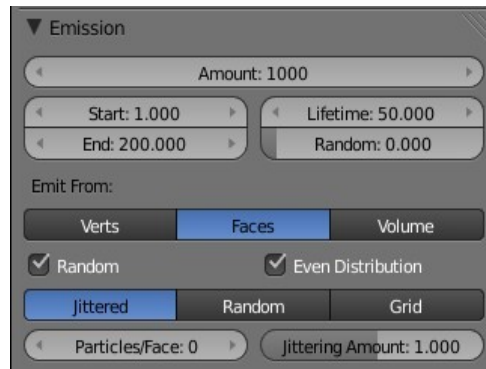 Emission
Amount: 1000
Start: 1.000 Lifetime: 50.000
End: 200.000 Random: 0.000
Emit From:
Verts Faces Volume
Random Even Distribution
Jittered Random Grid
Particles/Face: 0 Jittering Amount: 1.000